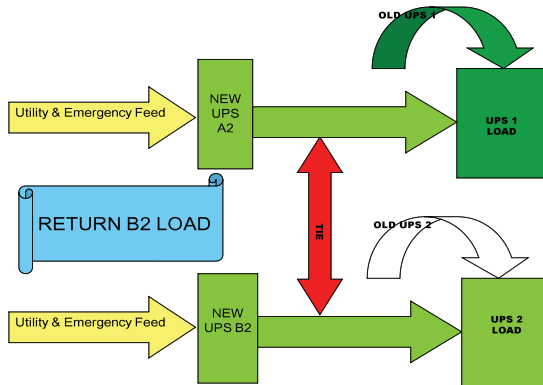 OLD UPS 1
Utility & Emergency Feed
NEW
UPS
A2
UPS 1
LOAD
RETURN B2 LOAD
TIE
OLD UPS 2
Utility & Emergency Feed
NEW
UPS B2
UPS 2
LOAD